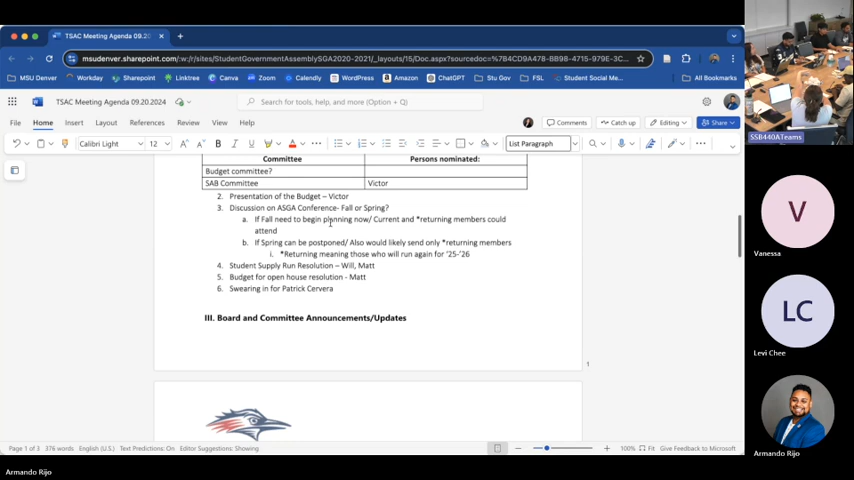 TSAC Meeting Agenda 09.20
msudenver.sharepoint.com/:w:/r/sites/StudentGovernmentAssemblySGA2020-2021/_layouts/15/Doc.aspx?sourcedoc=%7B4CD9A478-BB98-4715-979E-3C...
MSU Denver
Workday
Sharepoint
Linktree
Canva
Zoom
Calendly
WordPress
Amazon
ChatGPT
Stu Gov
FSL
Student Social Me...
All Bookmarks
TSAC Meeting Agenda 09.20.2024
Search for tools, help, and more (Option + Q)
File Home Insert Layout References Review View Help
Comments
Catch up
Editing
Share
Calibri Light
12
B
A
List Paragraph
Committee
Persons nominated:
Budget committee?
SAB Committee
Victor
2. Presentation of the Budget – Victor
3. Discussion on ASGA Conference- Fall or Spring?
a. If Fall need to begin planning now/ Current and *returning members could
attend
b. If Spring can be postponed/ Also would likely send only *returning members
i. *Returning meaning those who will run again for '25-'26
4. Student Supply Run Resolution – Will, Matt
5. Budget for open house resolution - Matt
6. Swearing in for Patrick Cervera
III. Board and Committee Announcements/Updates
1
Page 1 of 3
376 words
English (U.S.)
Text Predictions: On
Editor Suggestions: Showing
100%
Fit
Give Feedback to Microsoft
SSB440ATeams
V
Vanessa
LC
Levi Chee
Armando Rijo
Armando Rijo